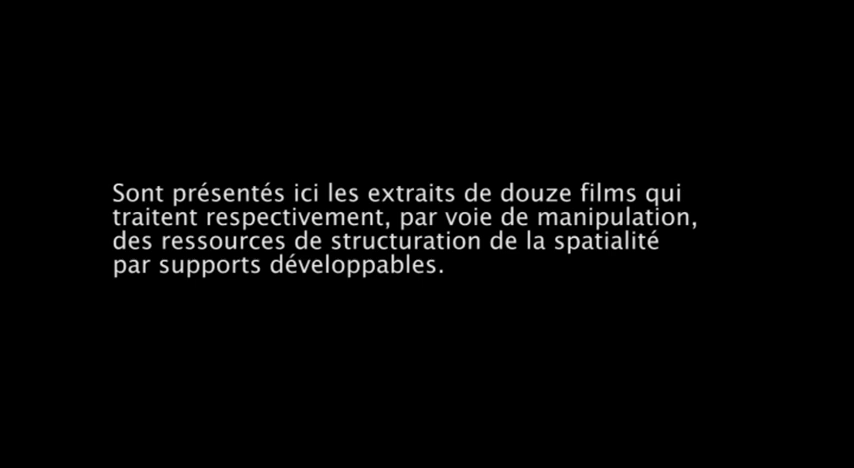 Sont présentés ici les extraits de douze films qui
traitent respectivement, par voie de manipulation,
des ressources de structuration de la spatialité
par supports développables.